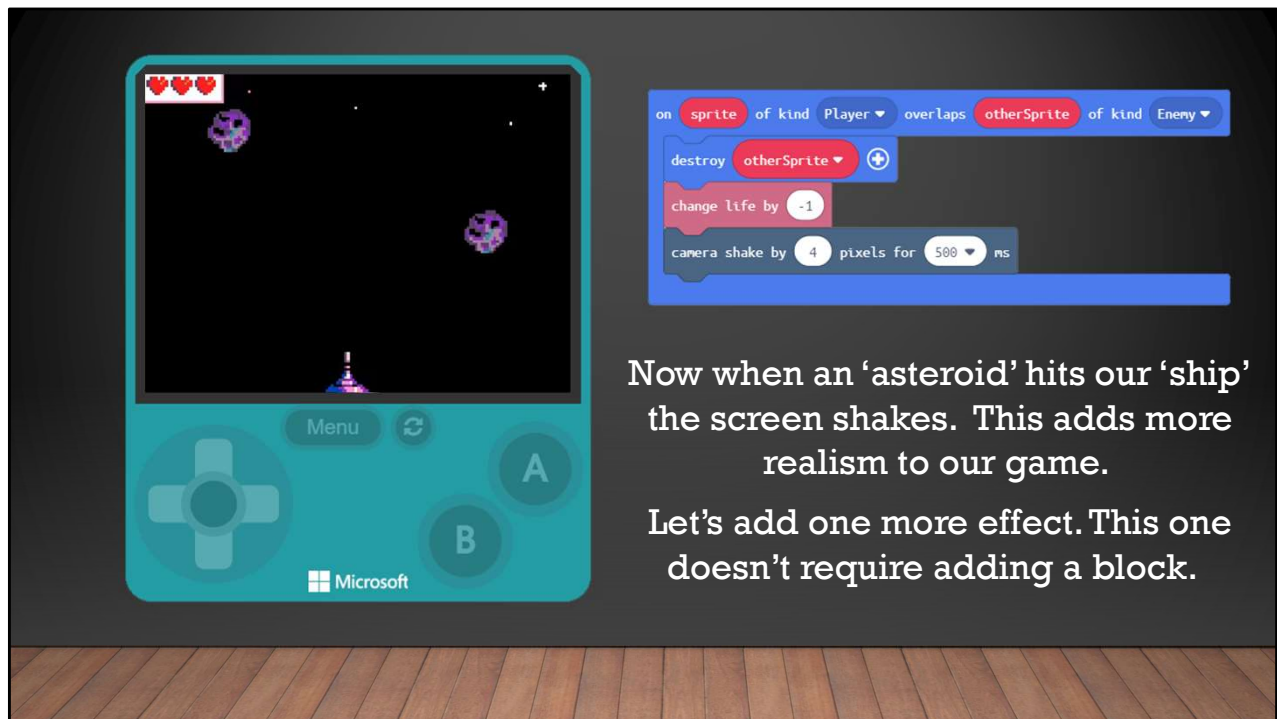 on sprite of kind Player overlaps otherSprite of kind Enemy
destroy otherSprite
change life by -1
camera shake by 4 pixels for 500 ms
Now when an ‘asteroid’ hits our ‘ship’
the screen shakes. This adds more
realism to our game.
Let’s add one more effect. This one
doesn’t require adding a block.
Menu
A
B
Microsoft